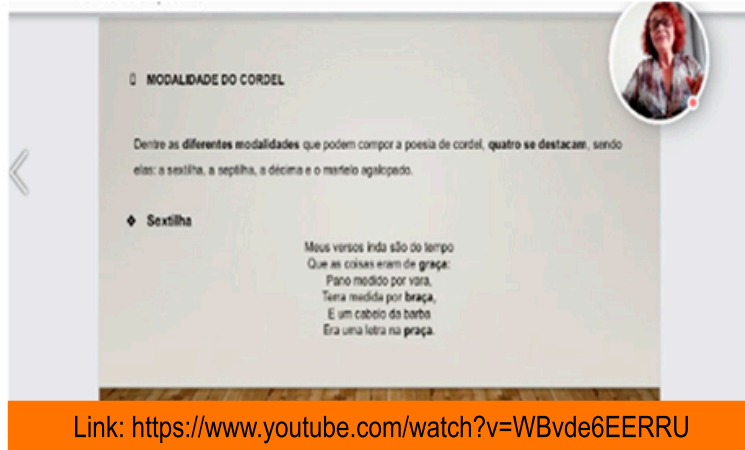 MODALIDADE DO CORDEL
Dentre as diferentes modalidades que podem compor a poesia de cordel, quatro se destacam, sendo
elas: a sextilha, a septilha, a décima e o martelo agalopado.
❖ Sextilha
Meus versos inda são do tempo
Que as coisas eram de graça:
Pano medido por vara,
Terra medida por braça,
E um cabelo da barba
Era uma letra na praça.
Link: https://www.youtube.com/watch?v=WBvde6EERRU